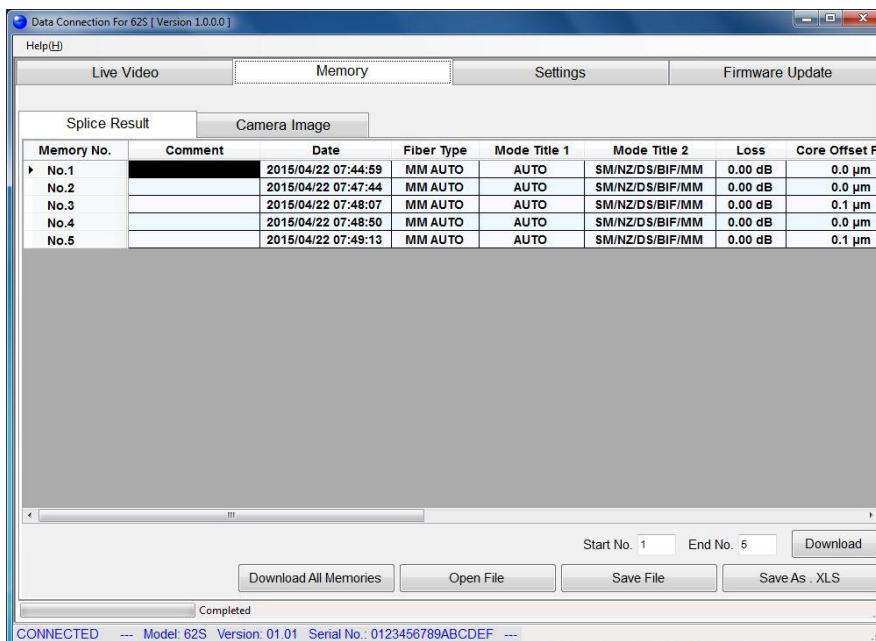 Data Connection For 62S [ Version 1.0.0.0 ]
Help(H)
Live Video Memory Settings Firmware Update
Splice Result Camera Image
Memory No. Comment Date Fiber Type Mode Title 1 Mode Title 2 Loss Core Offset
No.1 2015/04/22 07:44:59 MM AUTO AUTO SM/NZ/DS/BIF/MM 0.00 dB 0.0 µm
No.2 2015/04/22 07:47:44 MM AUTO AUTO SM/NZ/DS/BIF/MM 0.00 dB 0.0 µm
No.3 2015/04/22 07:48:07 MM AUTO AUTO SM/NZ/DS/BIF/MM 0.00 dB 0.1 µm
No.4 2015/04/22 07:48:50 MM AUTO AUTO SM/NZ/DS/BIF/MM 0.00 dB 0.0 µm
No.5 2015/04/22 07:49:13 MM AUTO AUTO SM/NZ/DS/BIF/MM 0.00 dB 0.1 µm
Start No. 1 End No. 5 Download
Download All Memories Open File Save File Save As . XLS
Completed
CONNECTED --- Model: 62S Version: 01.01 Serial No.: 0123456789ABCDEF ---